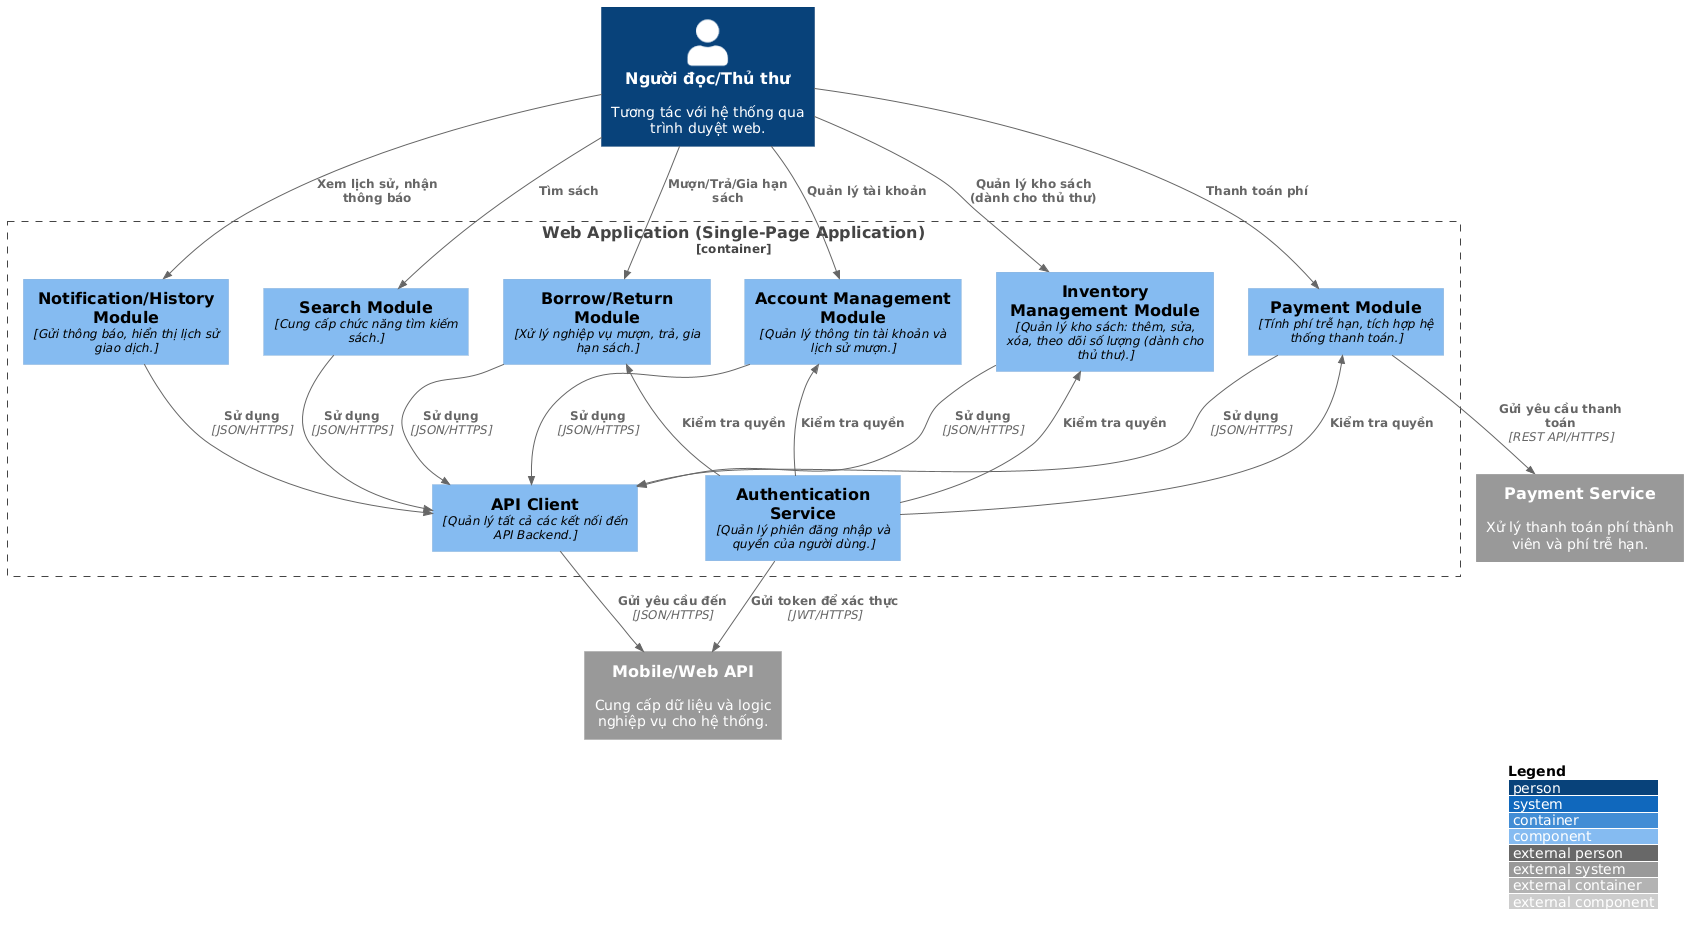 Người đọc/Thủ thư
Tương tác với hệ thống qua
trình duyệt web.
Xem lịch sử, nhận
thông báo
Tìm sách
Mượn/Trả/Gia hạn
sách
Quản lý tài khoản
Quản lý kho sách
(dành cho thủ thư)
Thanh toán phí
Web Application (Single-Page Application)
[container]
Notification/History
Module
[Gửi thông báo, hiển thị lịch sử
giao dịch.]
Search Module
[Cung cấp chức năng tìm kiếm
sách.]
Borrow/Return
Module
[Xử lý nghiệp vụ mượn, trả, gia
hạn sách.]
Account Management
Module
[Quản lý thông tin tài khoản và
lịch sử mượn.]
Inventory
Management Module
[Quản lý kho sách: thêm, sửa,
xóa, theo dõi số lượng (dành cho
thủ thư).]
Payment Module
[Tính phí trễ hạn, tích hợp hệ
thống thanh toán.]
Sử dụng
[JSON/HTTPS]
Sử dụng
[JSON/HTTPS]
Sử dụng
[JSON/HTTPS]
Sử dụng
[JSON/HTTPS]
Kiểm tra quyền
Kiểm tra quyền
Sử dụng
[JSON/HTTPS]
Kiểm tra quyền
Sử dụng
[JSON/HTTPS]
Kiểm tra quyền
Gửi yêu cầu thanh
toán
[REST API/HTTPS]
API Client
[Quản lý tất cả các kết nối đến
API Backend.]
Authentication
Service
[Quản lý phiên đăng nhập và
quyền của người dùng.]
Payment Service
Xử lý thanh toán phí thành
viên và phí trễ hạn.
Gửi yêu cầu đến
[JSON/HTTPS]
Gửi token để xác thực
[JWT/HTTPS]
Mobile/Web API
Cung cấp dữ liệu và logic
nghiệp vụ cho hệ thống.
Legend
person
system
container
component
external person
external system
external container
external component